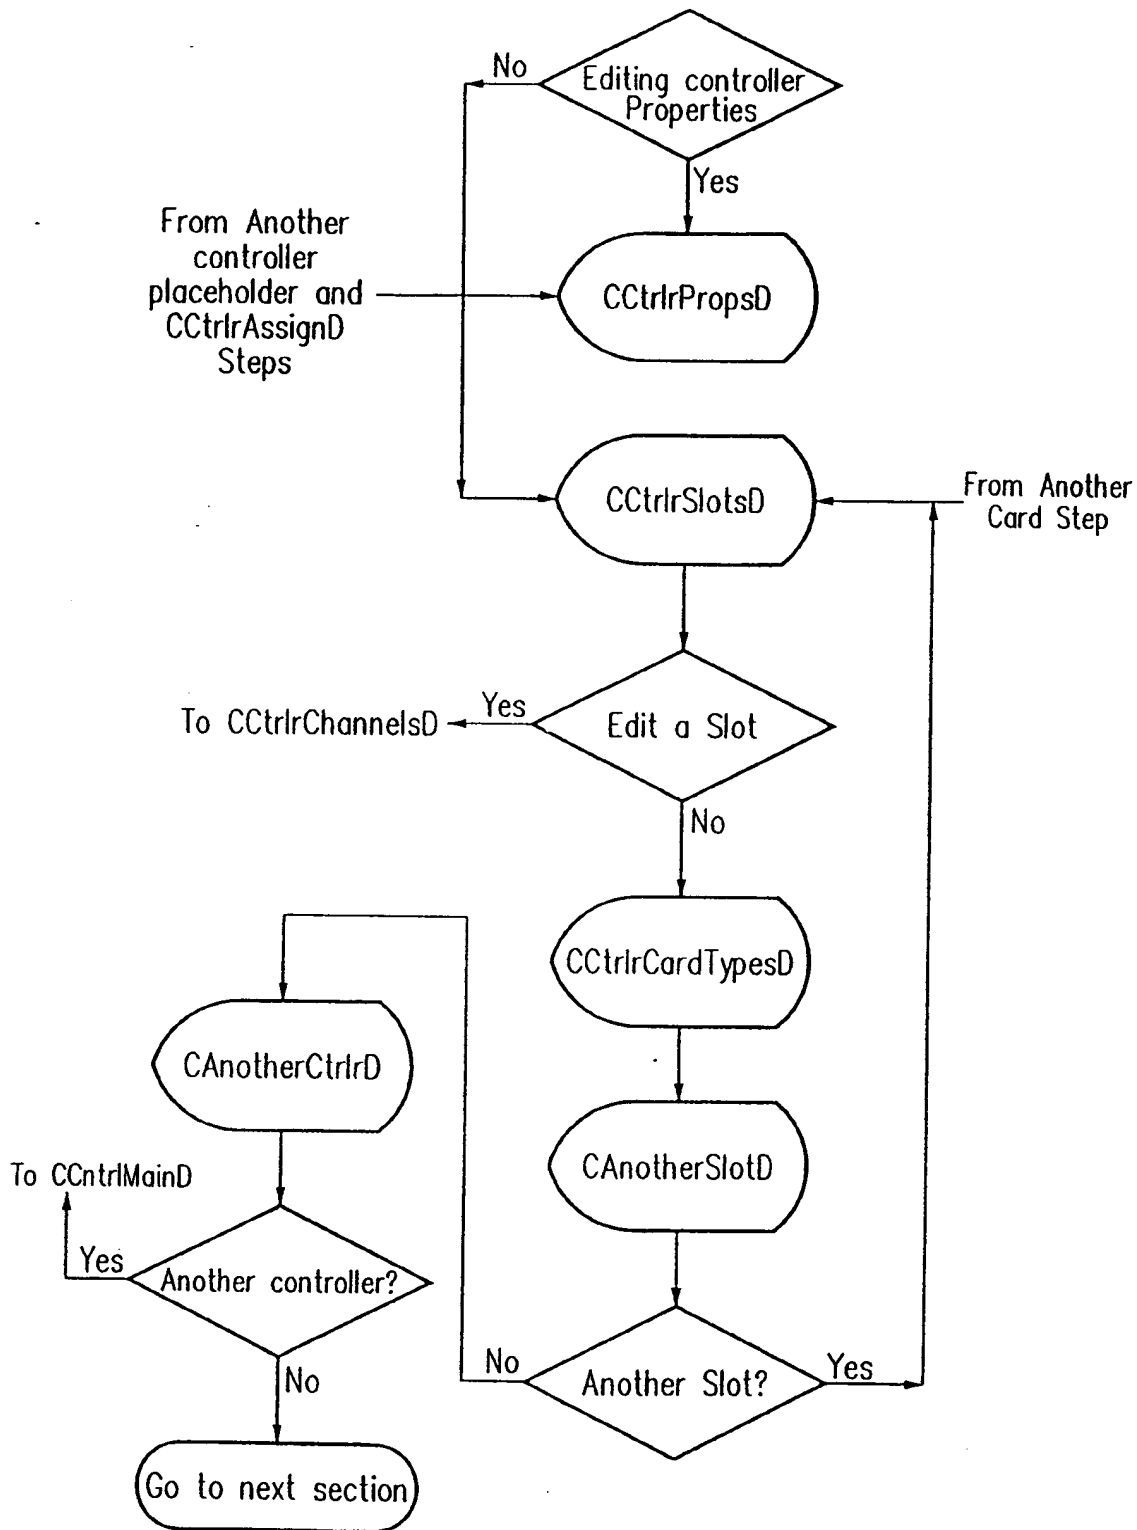 No
Editing controller
Properties
Yes
From Another
controller
placeholder and
CCtrlrAssignD
Steps
CCtrlrPropsD
CCtrlrSlotsD
From Another
Card Step
To CCtrlrChannelsD
Yes
Edit a Slot
No
CCtrlrCardTypesD
CAnotherCtrlrD
CAnotherSlotD
To CCntrlMainD
Yes
Another controller?
No
No
Another Slot?
Yes
Go to next section